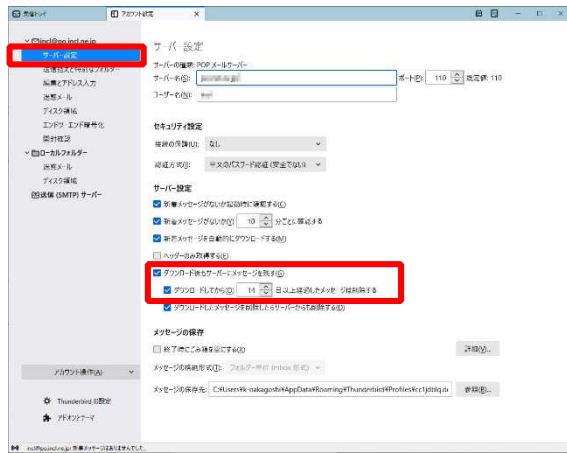 受信トレイ
アカウント設定
incl@po.incl.ne.jp
サーバー設定
送信控えと特別なフォルダー
編集とアドレス入力
迷惑メール
ディスク領域
エンドツーエンド暗号化
開封確認
ローカルフォルダー
迷惑メール
ディスク領域
送信 (SMTP) サーバー
アカウント操作(A)
Thunderbird の設定
アドオンとテーマ
サーバー設定
サーバーの種類: POP メールサーバー
サーバー名(S):
ポート(P): 110 既定値: 110
ユーザー名(N):
セキュリティ設定
接続の保護(U): なし
認証方式(I): 平文のパスワード認証 (安全でない)
サーバー設定
新着メッセージがないか起動時に確認する(C)
新着メッセージがないか(Y) 10 分ごとに確認する
新着メッセージを自動的にダウンロードする(M)
ヘッダーのみ取得する(E)
ダウンロード後もサーバーにメッセージを残す(G)
ダウンロードしてから(O) 14 日以上経過したメッセージは削除する
ダウンロードしたメッセージを削除したらサーバーからも削除する(D)
メッセージの保存
終了時にごみ箱を空にする(X)
詳細(V)...
メッセージの格納形式(T): フォルダー単位 (mbox 形式)
メッセージの保存先: C:¥Users¥k-nakagoshi¥AppData¥Roaming¥Thunderbird¥Profiles¥cc1jdblq.de
参照(B)...
incl@po.incl.ne.jp: 新着メッセージはありませんでした。